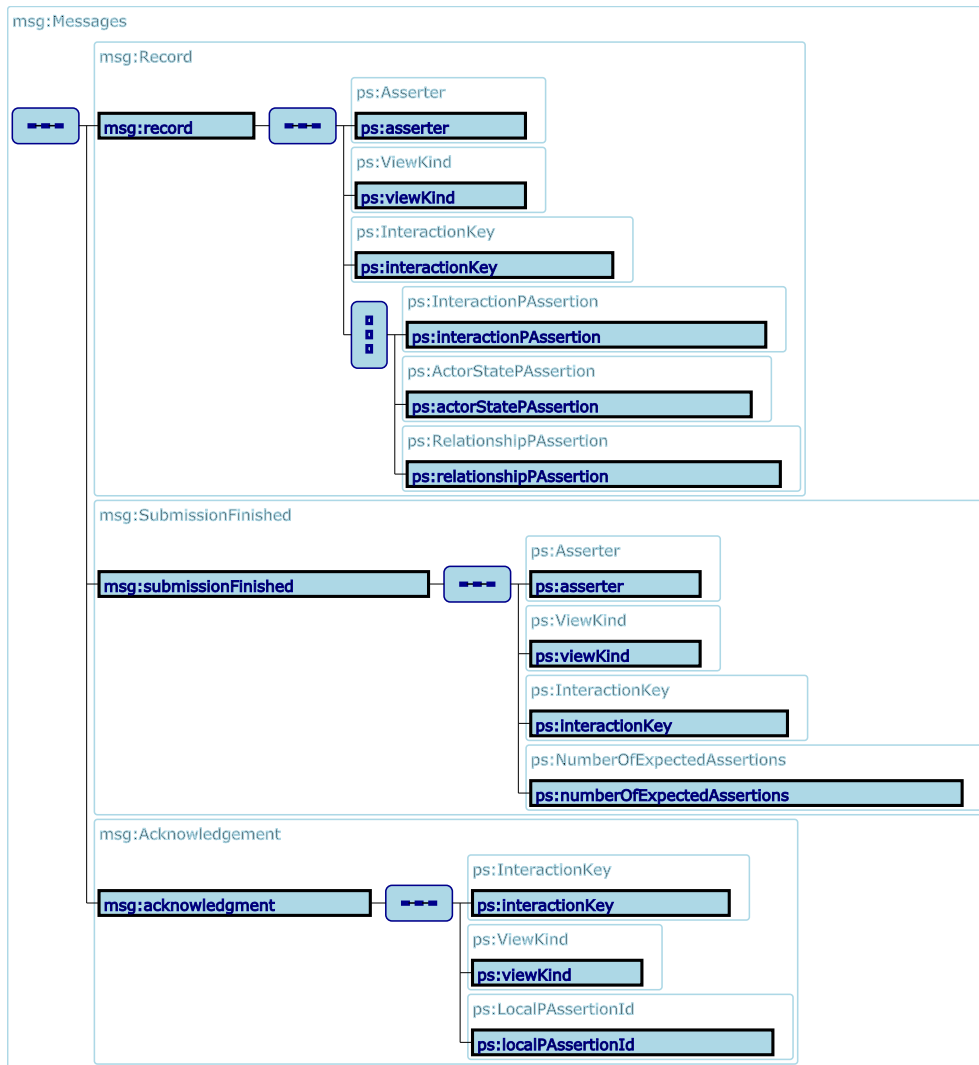 msg:Messages
msg:Record
msg:record
ps:Asserter
ps:asserter
ps:ViewKind
ps:viewKind
ps:InteractionKey
ps:interactionKey
ps:InteractionPAssertion
ps:interactionPAssertion
ps:ActorStatePAssertion
ps:actorStatePAssertion
ps:RelationshipPAssertion
ps:relationshipPAssertion
msg:SubmissionFinished
msg:submissionFinished
ps:Asserter
ps:asserter
ps:ViewKind
ps:viewKind
ps:InteractionKey
ps:interactionKey
ps:NumberOfExpectedAssertions
ps:numberOfExpectedAssertions
msg:Acknowledgement
msg:acknowledgment
ps:InteractionKey
ps:interactionKey
ps:ViewKind
ps:viewKind
ps:LocalPAssertionId
ps:localPAssertionId